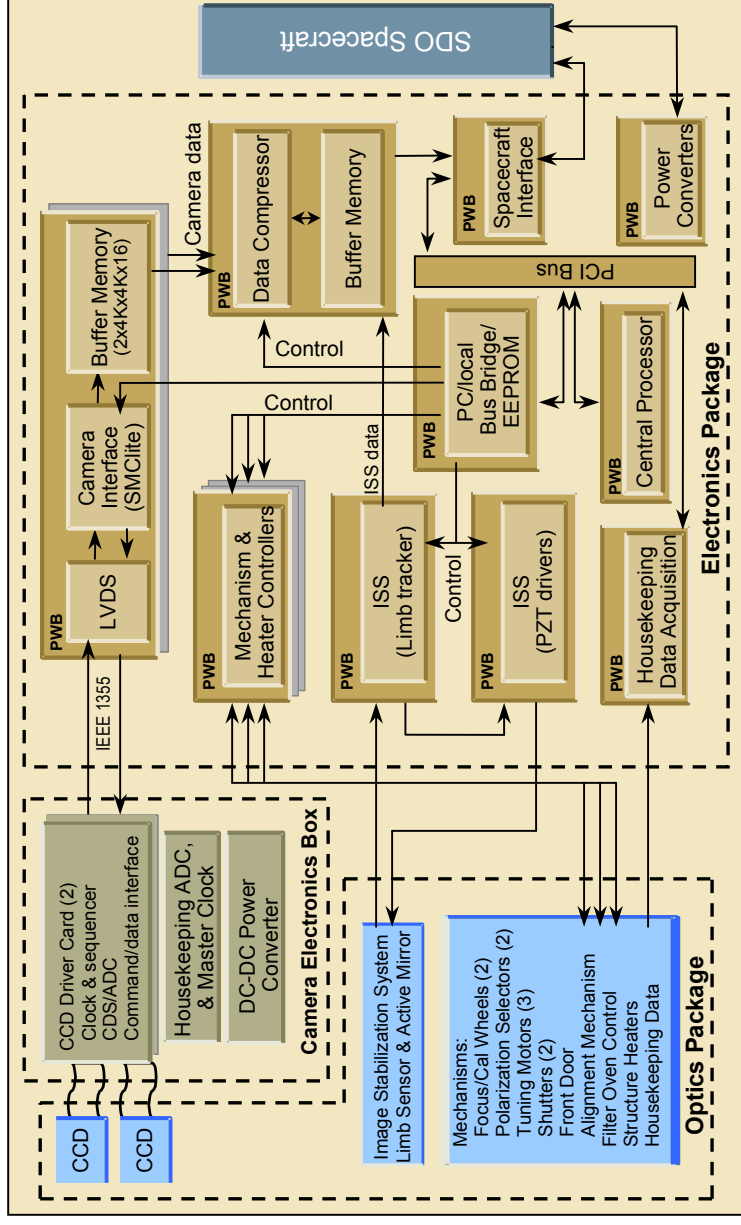 CCD
CCD
CCD Driver Card (2)
Clock & sequencer
CDS/ADC
Command/data interface
Housekeeping ADC,
& Master Clock
DC-DC Power
Converter
Camera Electronics Box
Image Stabilization System
Limb Sensor & Active Mirror
Mechanisms:
Focus/Cal Wheels (2)
Polarization Selectors (2)
Tuning Motors (3)
Shutters (2)
Front Door
Alignment Mechanism
Filter Oven Control
Structure Heaters
Housekeeping Data
Optics Package
IEEE 1355
PWB
LVDS
Camera
Interface
(SMClite)
Buffer Memory
(2x4Kx4Kx16)
PWB
Mechanism &
Heater Controllers
Control
Control
PWB
ISS
(Limb tracker)
ISS data
Control
PWB
ISS
(PZT drivers)
PWB
Housekeeping
Data Acquisition
PWB
PC/local
Bus Bridge/
EEPROM
PWB
Central Processor
PCI Bus
Camera data
PWB
Data Compressor
Buffer Memory
PWB
Spacecraft
Interface
PWB
Power
Converters
Electronics Package
SDO Spacecraft